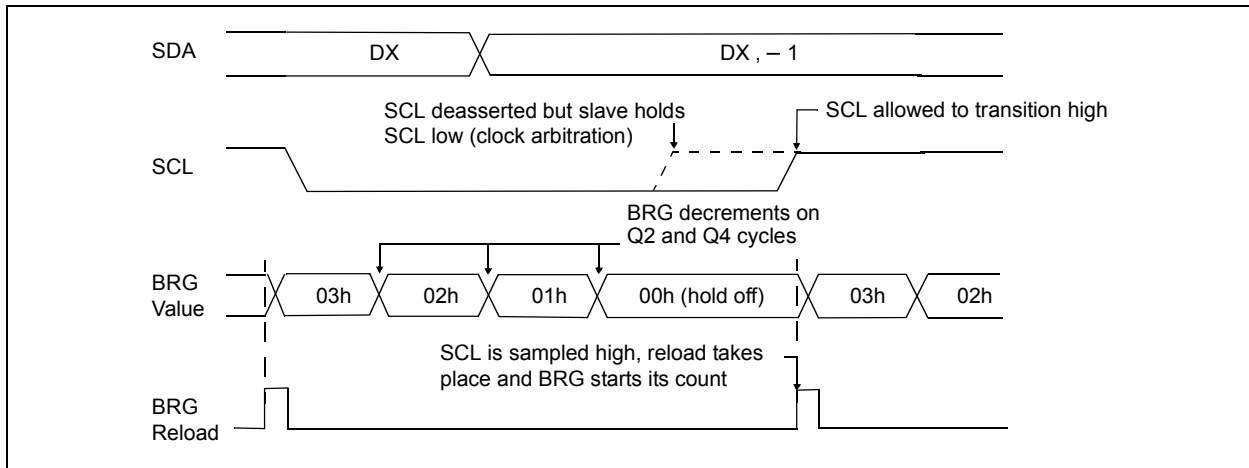 SDA
DX
DX , – 1
SCL deasserted but slave holds
SCL low (clock arbitration)
SCL allowed to transition high
SCL
BRG decrements on
Q2 and Q4 cycles
BRG
Value
03h
02h
01h
00h (hold off)
03h
02h
SCL is sampled high, reload takes
place and BRG starts its count
BRG
Reload